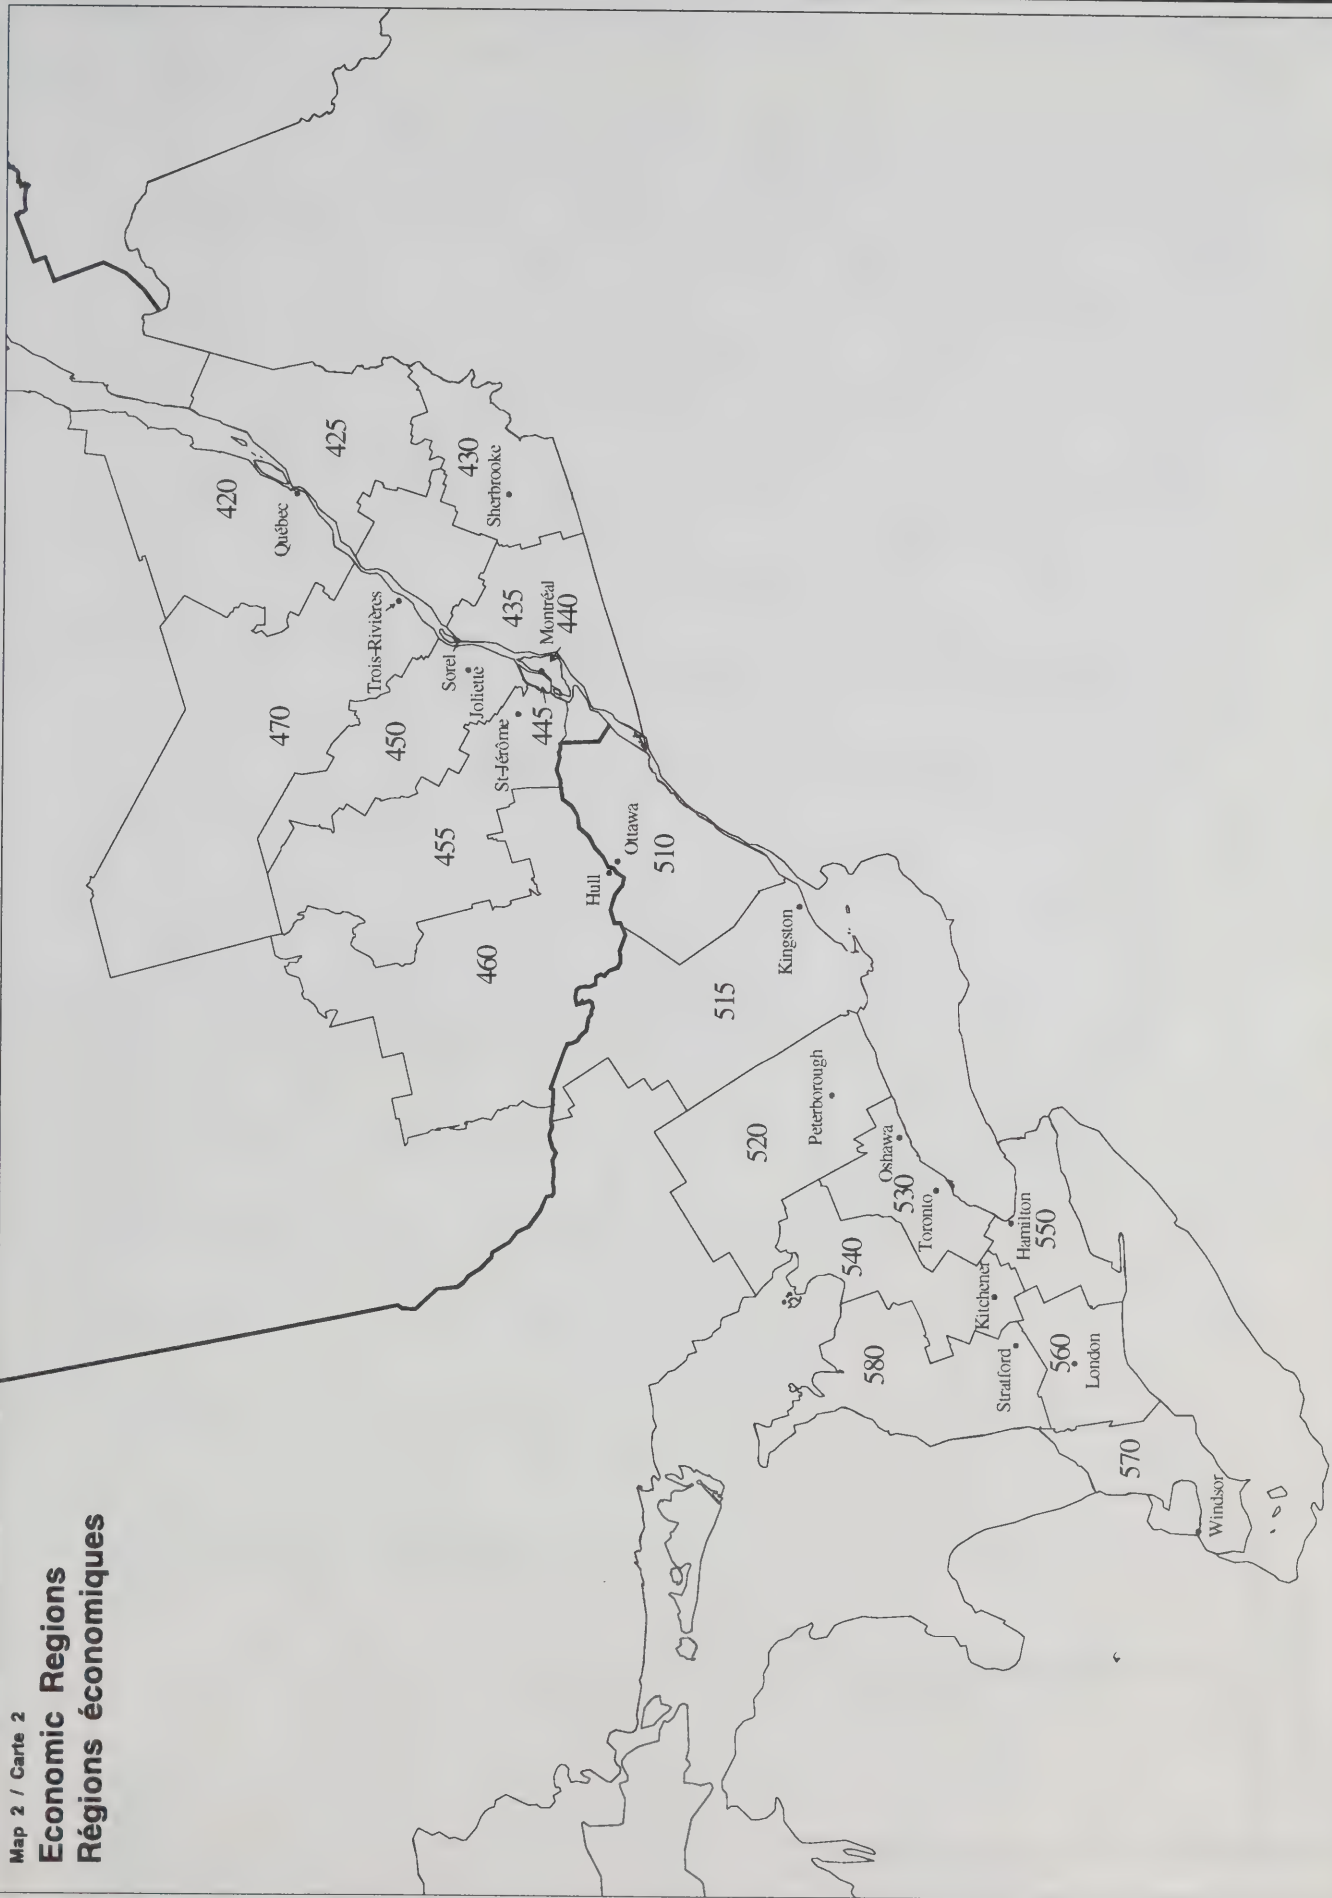 Map 2 / Carte 2
Economic Regions
Régions économiques
420
Québec
425
430
Sherbrooke
470
Trois-Rivières
435
Montréal
440
450
Sorel
Joliette
St-Jérôme
445
455
460
Hull
Ottawa
510
515
Kingston
520
Peterborough
Oshawa
530
Toronto
540
Hamilton
550
Kitchener
580
Stratford
560
London
570
Windsor